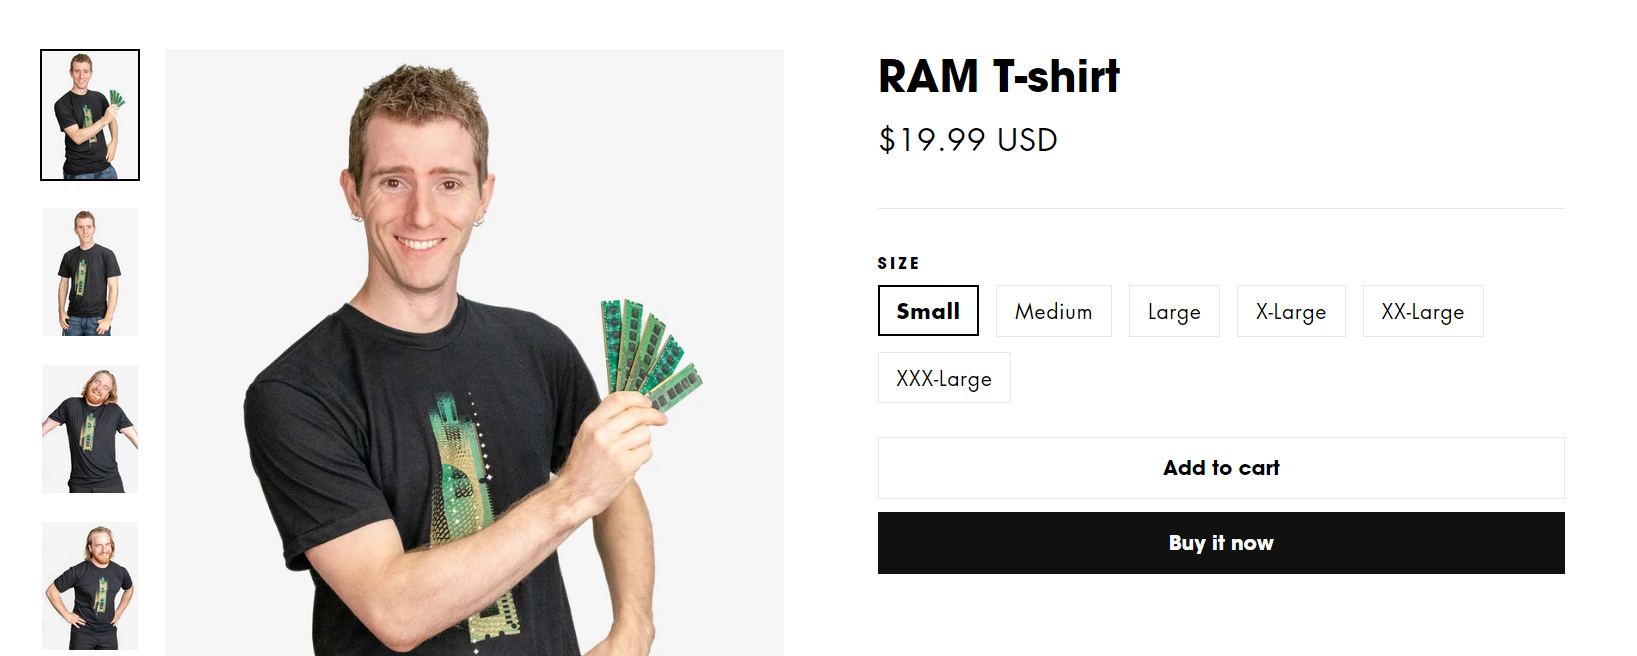 RAM T-shirt
$19.99 USD
SIZE
Small
Medium
Large
X-Large
XX-Large
XXX-Large
Add to cart
Buy it now